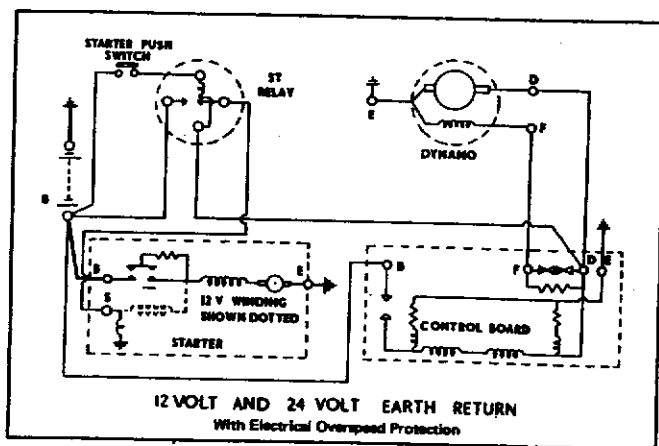 STARTER PUSH
SWITCH
ST
RELAY
D
E
F
DYNAMO
B
B
E
S
12 V WINDING
SHOWN DOTTED
STARTER
B
F
D
E
CONTROL BOARD
12 VOLT AND 24 VOLT EARTH RETURN
With Electrical Overspeed Protection